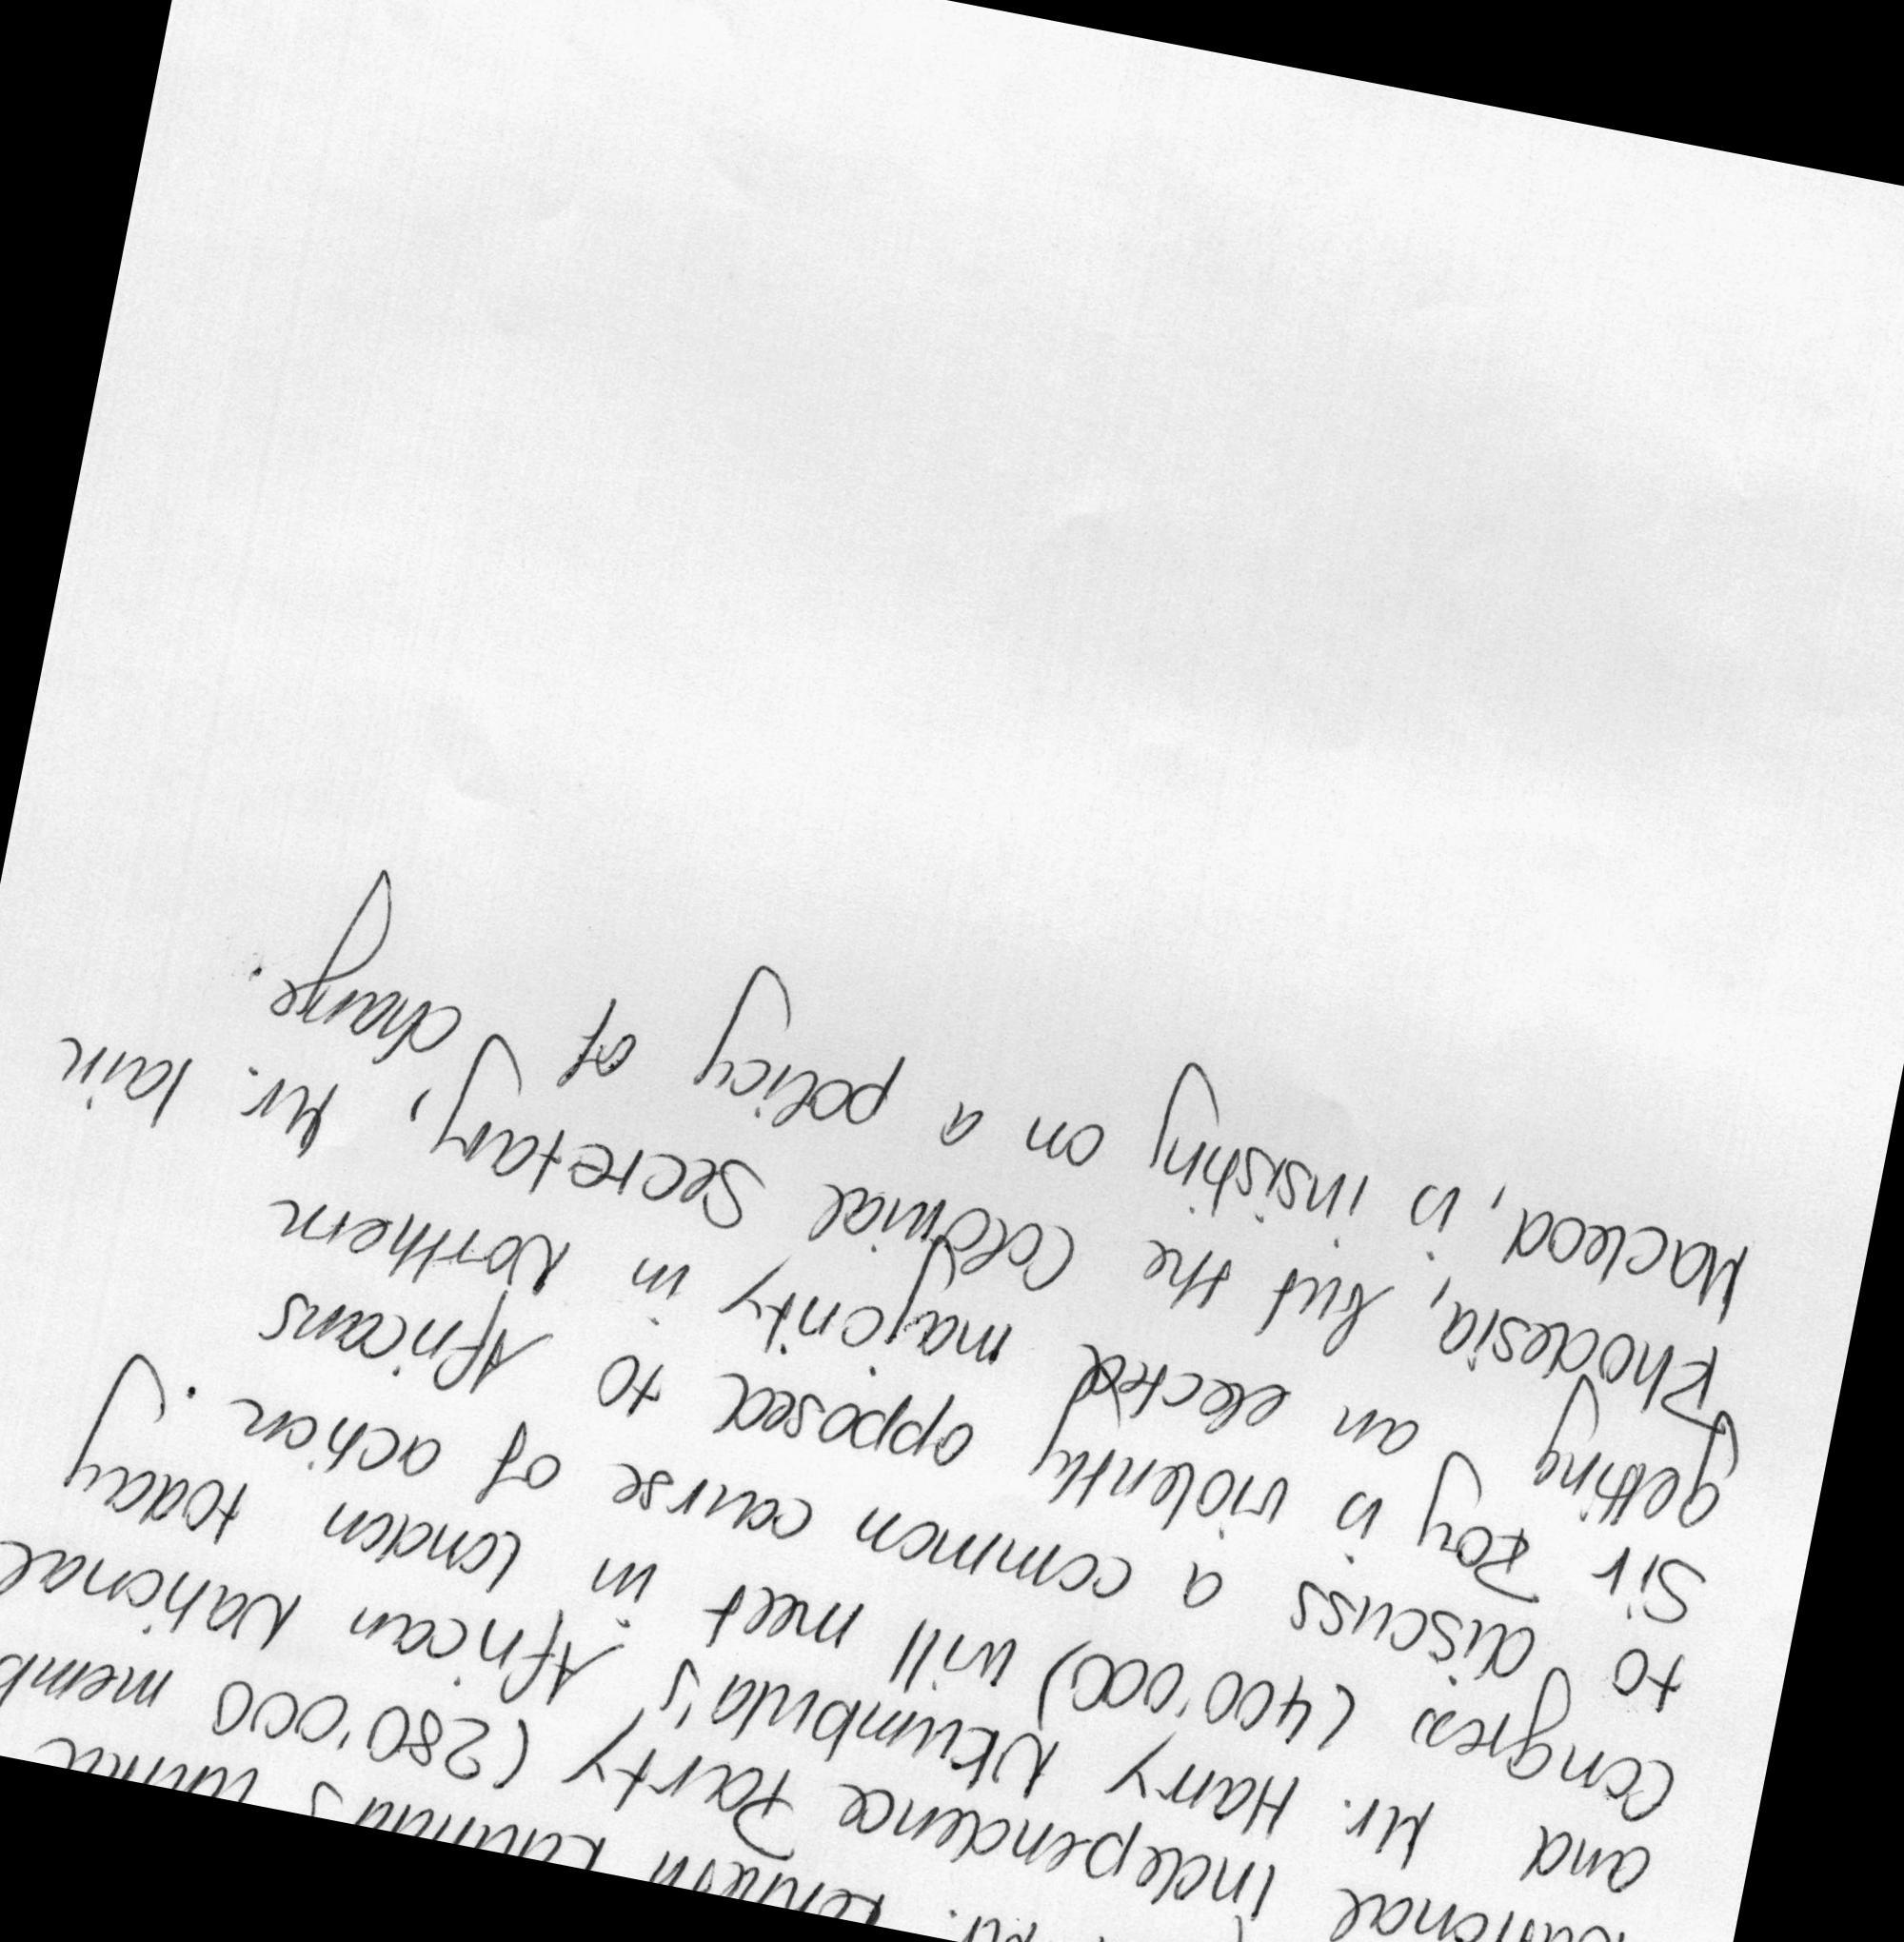 Mr. Kenneth Kaunda's United
National Independence Party (280'000 memb
and Mr. Harry Nkumbula's African National
Congress (400'000) will meet in London today
to discuss a common course of action.
Sir Roy is violently opposed to Africans
getting an elected majority in Northern
Rhodesia, but the Colonial Secretary, Mr. Iain
Macleod, is insisting on a policy of change.